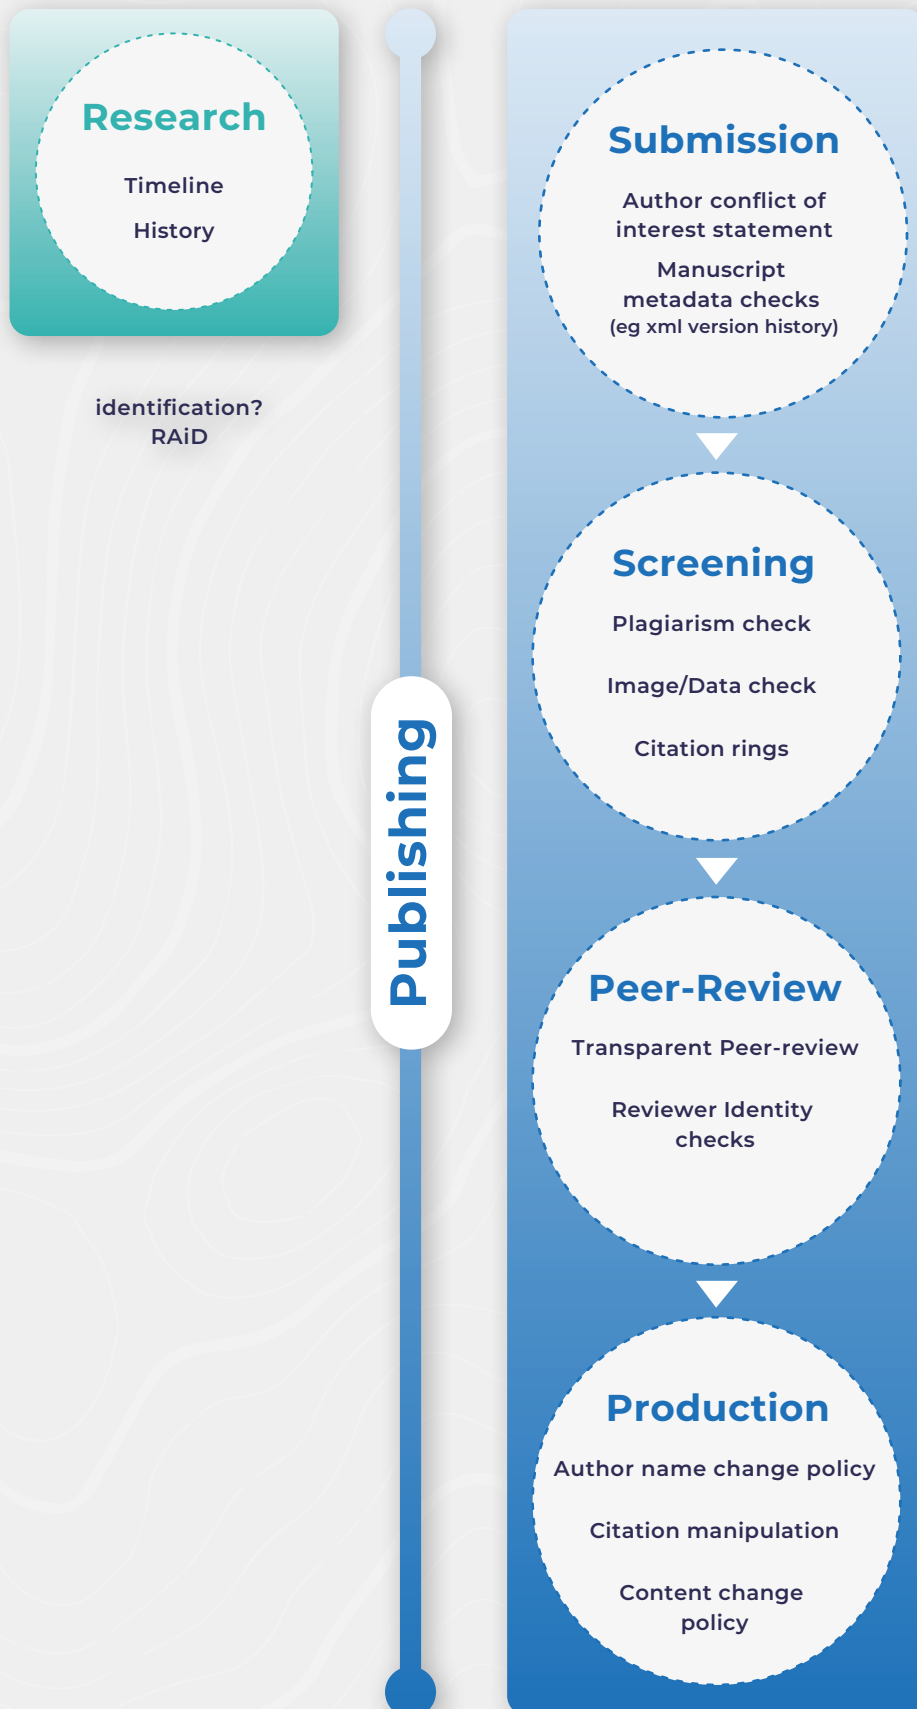 Research
Timeline
History
identification?
RAiD
Publishing
Submission
Author conflict of
interest statement
Manuscript
metadata checks
(eg xml version history)
Screening
Plagiarism check
Image/Data check
Citation rings
Peer-Review
Transparent Peer-review
Reviewer Identity
checks
Production
Author name change policy
Citation manipulation
Content change
policy